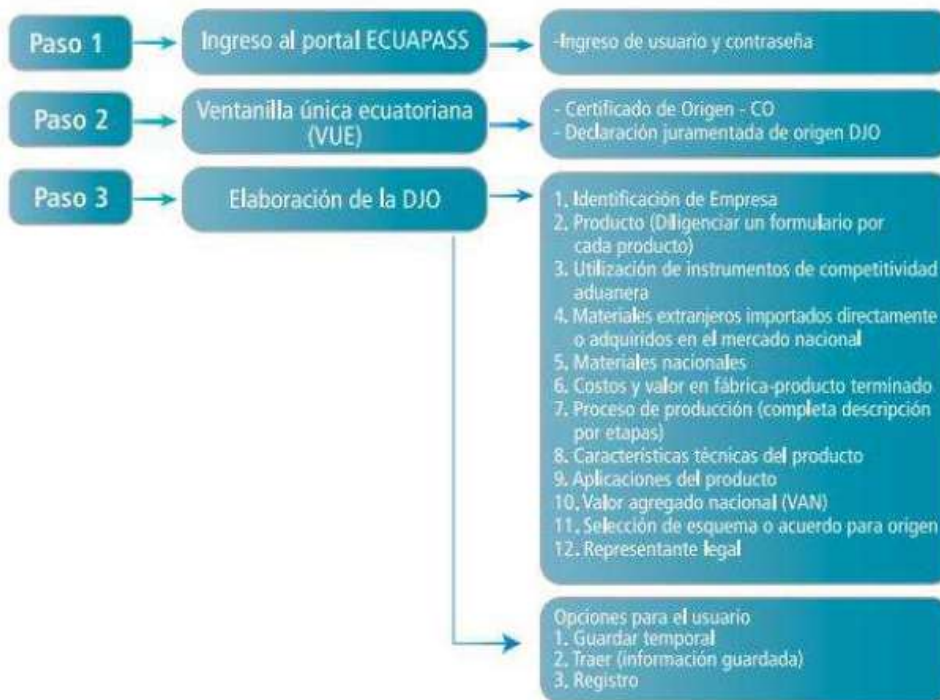 Paso 1
Ingreso al portal ECUAPASS
-Ingreso de usuario y contraseña
Paso 2
Ventanilla única ecuatoriana
(VUE)
- Certificado de Origen - CO
- Declaración juramentada de origen DJO
Paso 3
Elaboración de la DJO
1. Identificación de Empresa
2. Producto (Diligenciar un formulario por
cada producto)
3. Utilización de instrumentos de competitividad
aduanera
4. Materiales extranjeros importados directamente
o adquiridos en el mercado nacional
5. Materiales nacionales
6. Costos y valor en fábrica-producto terminado
7. Proceso de producción (completa descripción
por etapas)
8. Características técnicas del producto
9. Aplicaciones del producto
10. Valor agregado nacional (VAN)
11. Selección de esquema o acuerdo para origen
12. Representante legal
Opciones para el usuario
1. Guardar temporal
2. Traer (información guardada)
3. Registro